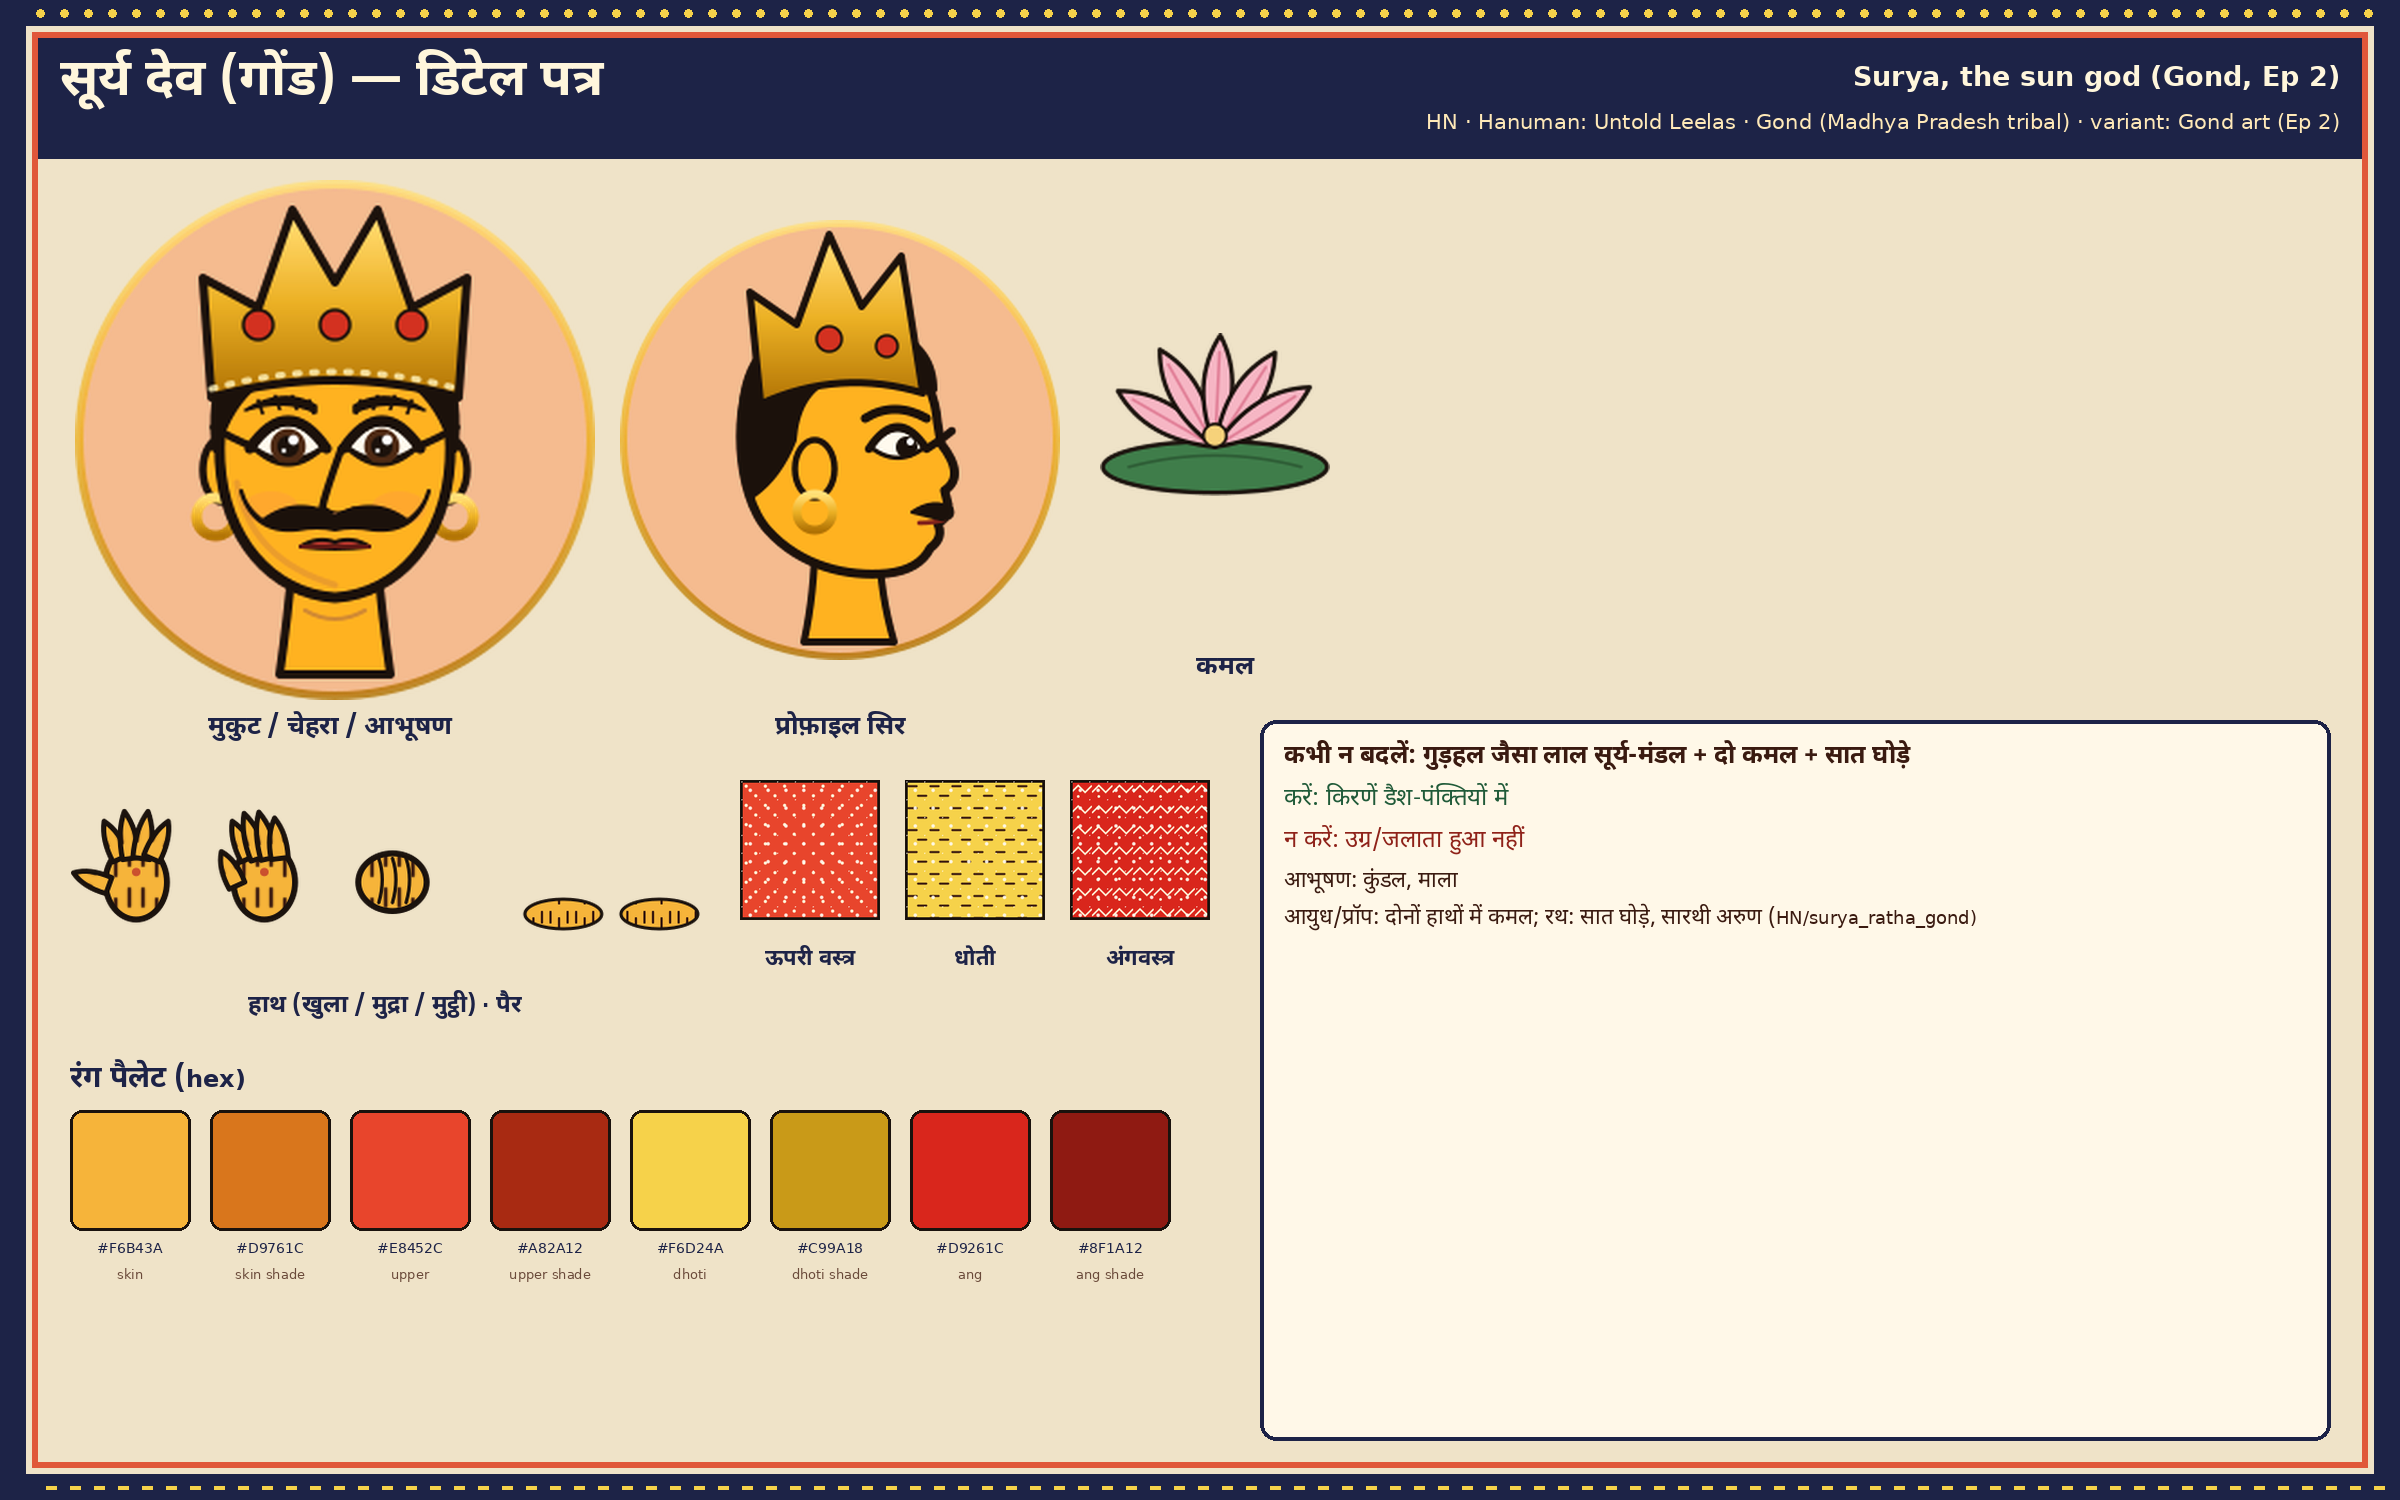 सूर्य देव (गोंड) — डिटेल पत्र
Surya, the sun god (Gond, Ep 2)
HN · Hanuman: Untold Leelas · Gond (Madhya Pradesh tribal) · variant: Gond art (Ep 2)
कमल
मुकुट / चेहरा / आभूषण
प्रोफ़ाइल सिर
कभी न बदलें: गुड़हल जैसा लाल सूर्य-मंडल + दो कमल + सात घोड़े
करें: किरणें डैश-पंक्तियों में
न करें: उग्र/जलाता हुआ नहीं
आभूषण: कुंडल, माला
आयुध/प्रॉप: दोनों हाथों में कमल; रथ: सात घोड़े, सारथी अरुण (HN/surya_ratha_gond)
ऊपरी वस्त्र
धोती
अंगवस्त्र
हाथ (खुला / मुद्रा / मुट्ठी) · पैर
रंग पैलेट (hex)
#F6B43A
#D9761C
#E8452C
#A82A12
#F6D24A
#C99A18
#D9261C
#8F1A12
skin
skin shade
upper
upper shade
dhoti
dhoti shade
ang
ang shade